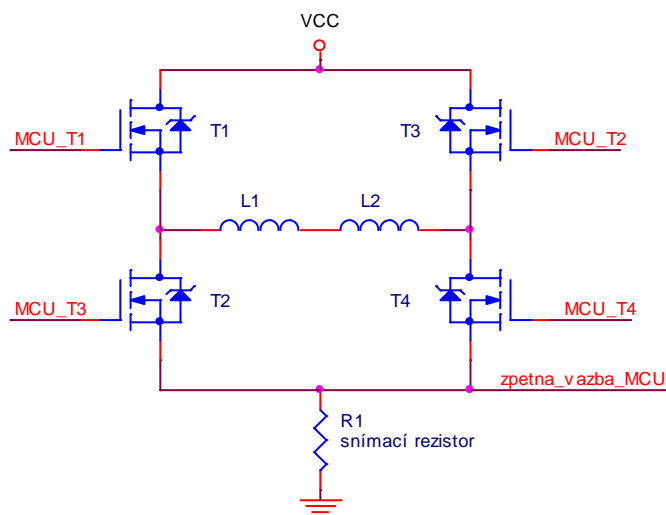 VCC
MCU_T1
T1
T3
MCU_T2
L1
L2
MCU_T3
T2
T4
MCU_T4
zpetna_vazba_MCU
R1
snímací rezistor